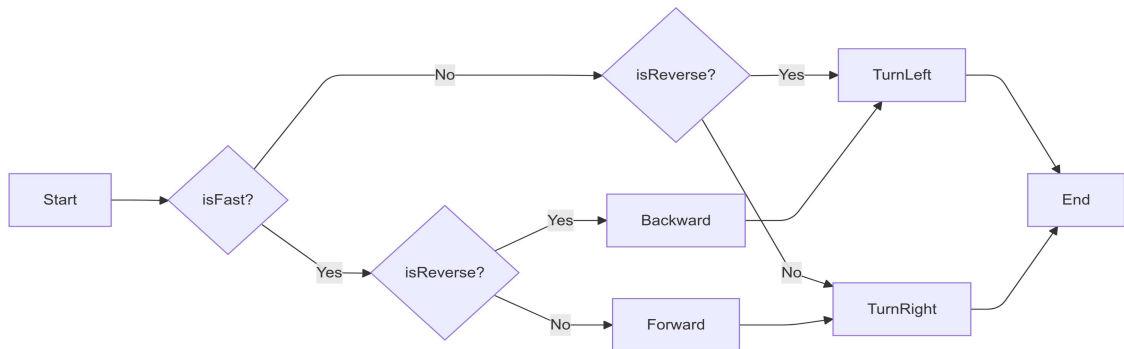 Start
isFast?
No
isReverse?
Yes
TurnLeft
Yes
isReverse?
Yes
Backward
No
Forward
No
TurnRight
End